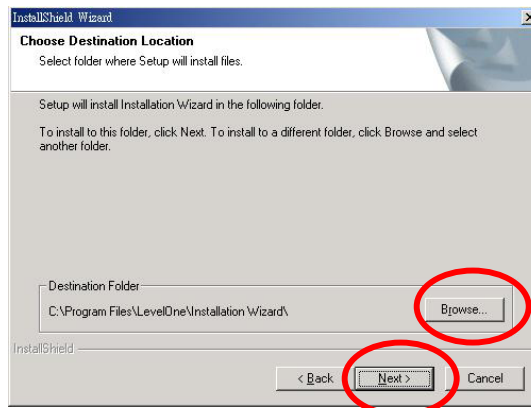 InstallShield Wizard
Choose Destination Location
Select folder where Setup will install files.
Setup will install Installation Wizard in the following folder.
To install to this folder, click Next. To install to a different folder, click Browse and select
another folder.
Destination Folder
C:\Program Files\LevelOne\Installation Wizard\
Browse...
InstallShield
< Back
Next >
Cancel